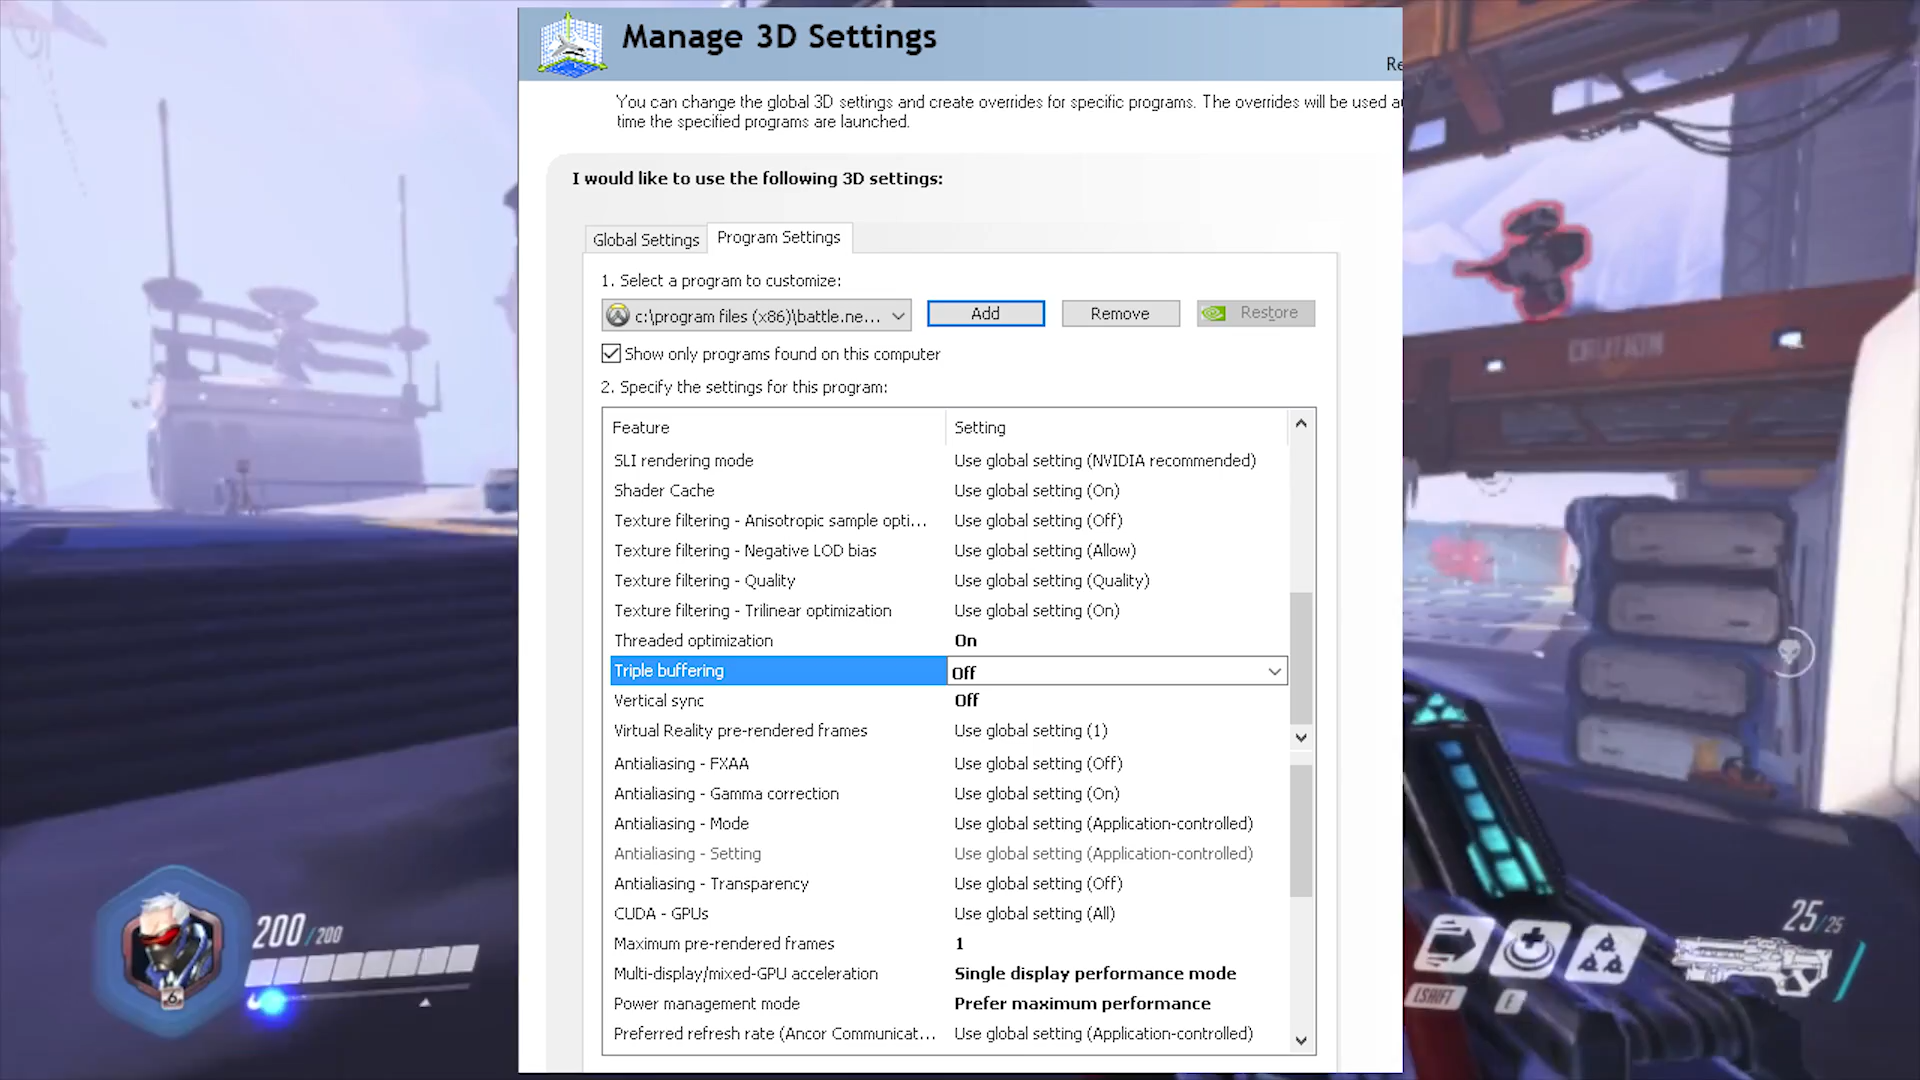 Manage 3D Settings
Re
You can change the global 3D settings and create overrides for specific programs. The overrides will be used a
time the specified programs are launched.
I would like to use the following 3D settings:
Global Settings
Program Settings
1. Select a program to customize:
c:\program files (x86)\battle.ne...
Add
Remove
Restore
Show only programs found on this computer
2. Specify the settings for this program:
Feature Setting
SLI rendering mode Use global setting (NVIDIA recommended)
Shader Cache Use global setting (On)
Texture filtering - Anisotropic sample opti... Use global setting (Off)
Texture filtering - Negative LOD bias Use global setting (Allow)
Texture filtering - Quality Use global setting (Quality)
Texture filtering - Trilinear optimization Use global setting (On)
Threaded optimization On
Triple buffering Off
Vertical sync Off
Virtual Reality pre-rendered frames Use global setting (1)
Antialiasing - FXAA Use global setting (Off)
Antialiasing - Gamma correction Use global setting (On)
Antialiasing - Mode Use global setting (Application-controlled)
Antialiasing - Setting Use global setting (Application-controlled)
Antialiasing - Transparency Use global setting (Off)
CUDA - GPUs Use global setting (All)
Maximum pre-rendered frames 1
Multi-display/mixed-GPU acceleration Single display performance mode
Power management mode Prefer maximum performance
Preferred refresh rate (Ancor Communicat... Use global setting (Application-controlled)
CAUTION
200/200
6
25/25
LSHIFT
F